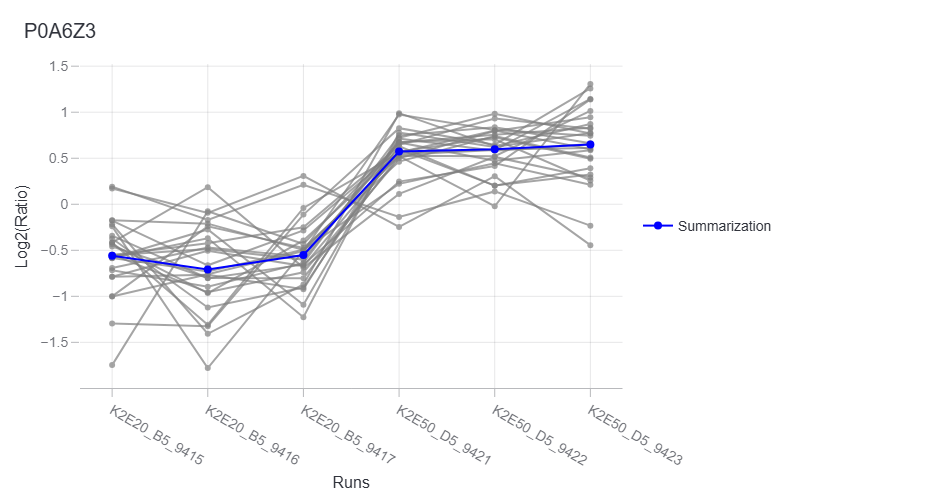 P0A6Z3
1.5
1
0.5
0
−0.5
−1
−1.5
Log2(Ratio)
K2E20_B5_9415
K2E20_B5_9416
K2E20_B5_9417
K2E50_D5_9421
K2E50_D5_9422
K2E50_D5_9423
Runs
Summarization